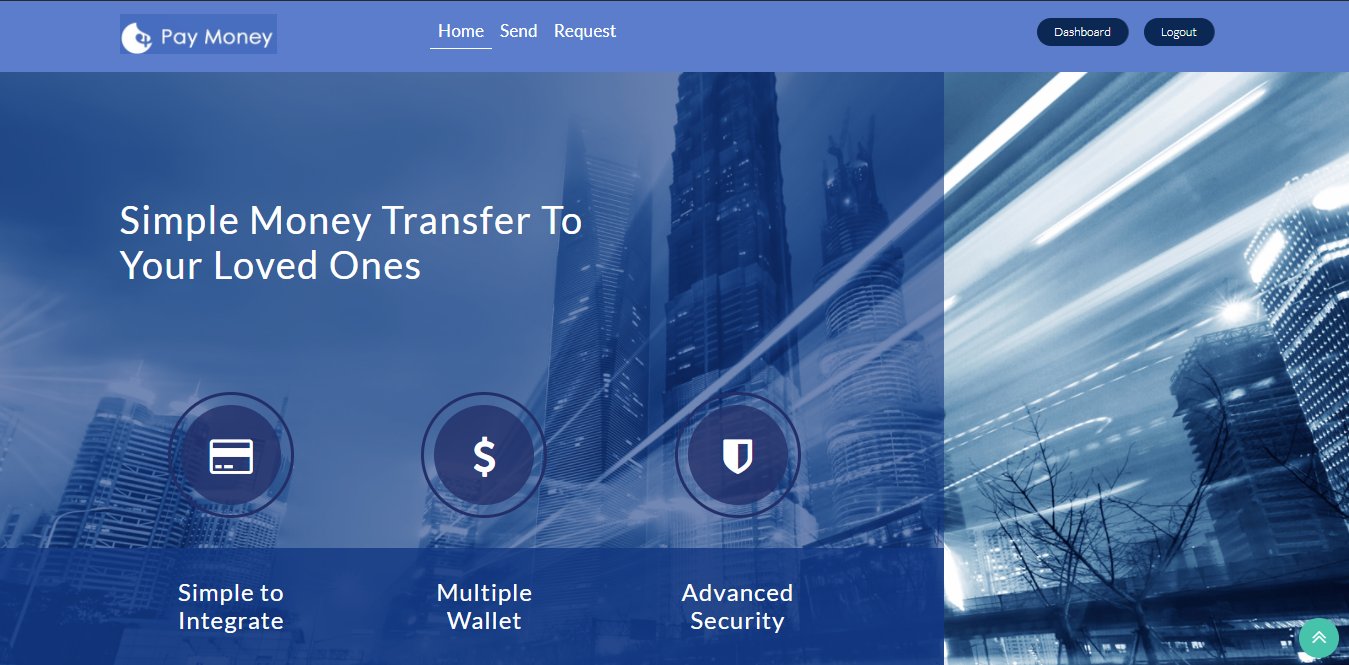 Pay Money
Home Send Request
Dashboard Logout
Simple Money Transfer To
Your Loved Ones
$
Simple to
Integrate
Multiple
Wallet
Advanced
Security